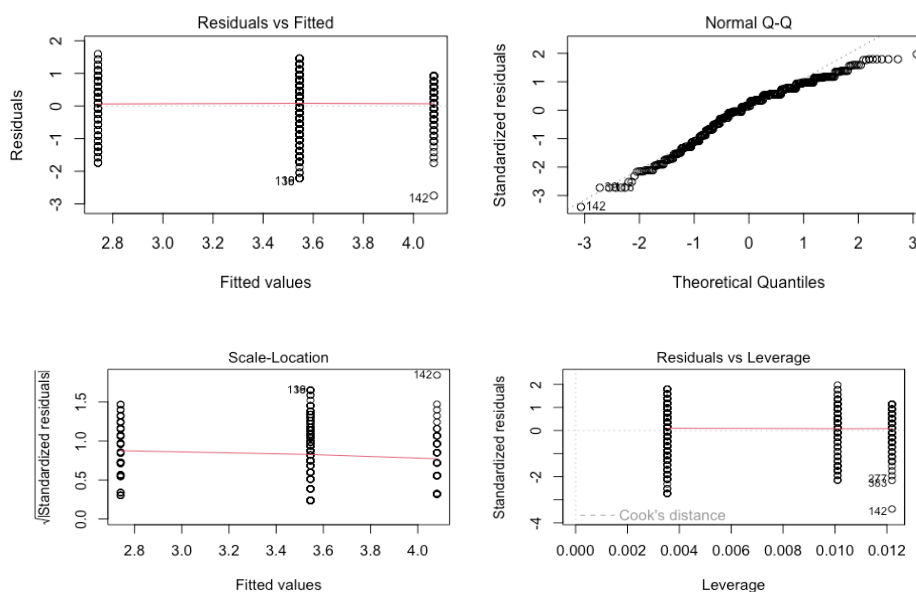 Residuals vs Fitted
Residuals
2
1
0
-1
-2
-3
142
2.8 3.0 3.2 3.4 3.6 3.8 4.0
Fitted values
Normal Q-Q
Standardized residuals
2
1
0
-1
-2
-3
142
-3 -2 -1 0 1 2 3
Theoretical Quantiles
Scale-Location
√|Standardized residuals|
1.5
1.0
0.5
0.0
142
2.8 3.0 3.2 3.4 3.6 3.8 4.0
Fitted values
Residuals vs Leverage
Standardized residuals
2
1
0
-2
-4
277
142
Cook's distance
0.000 0.002 0.004 0.006 0.008 0.010 0.012
Leverage